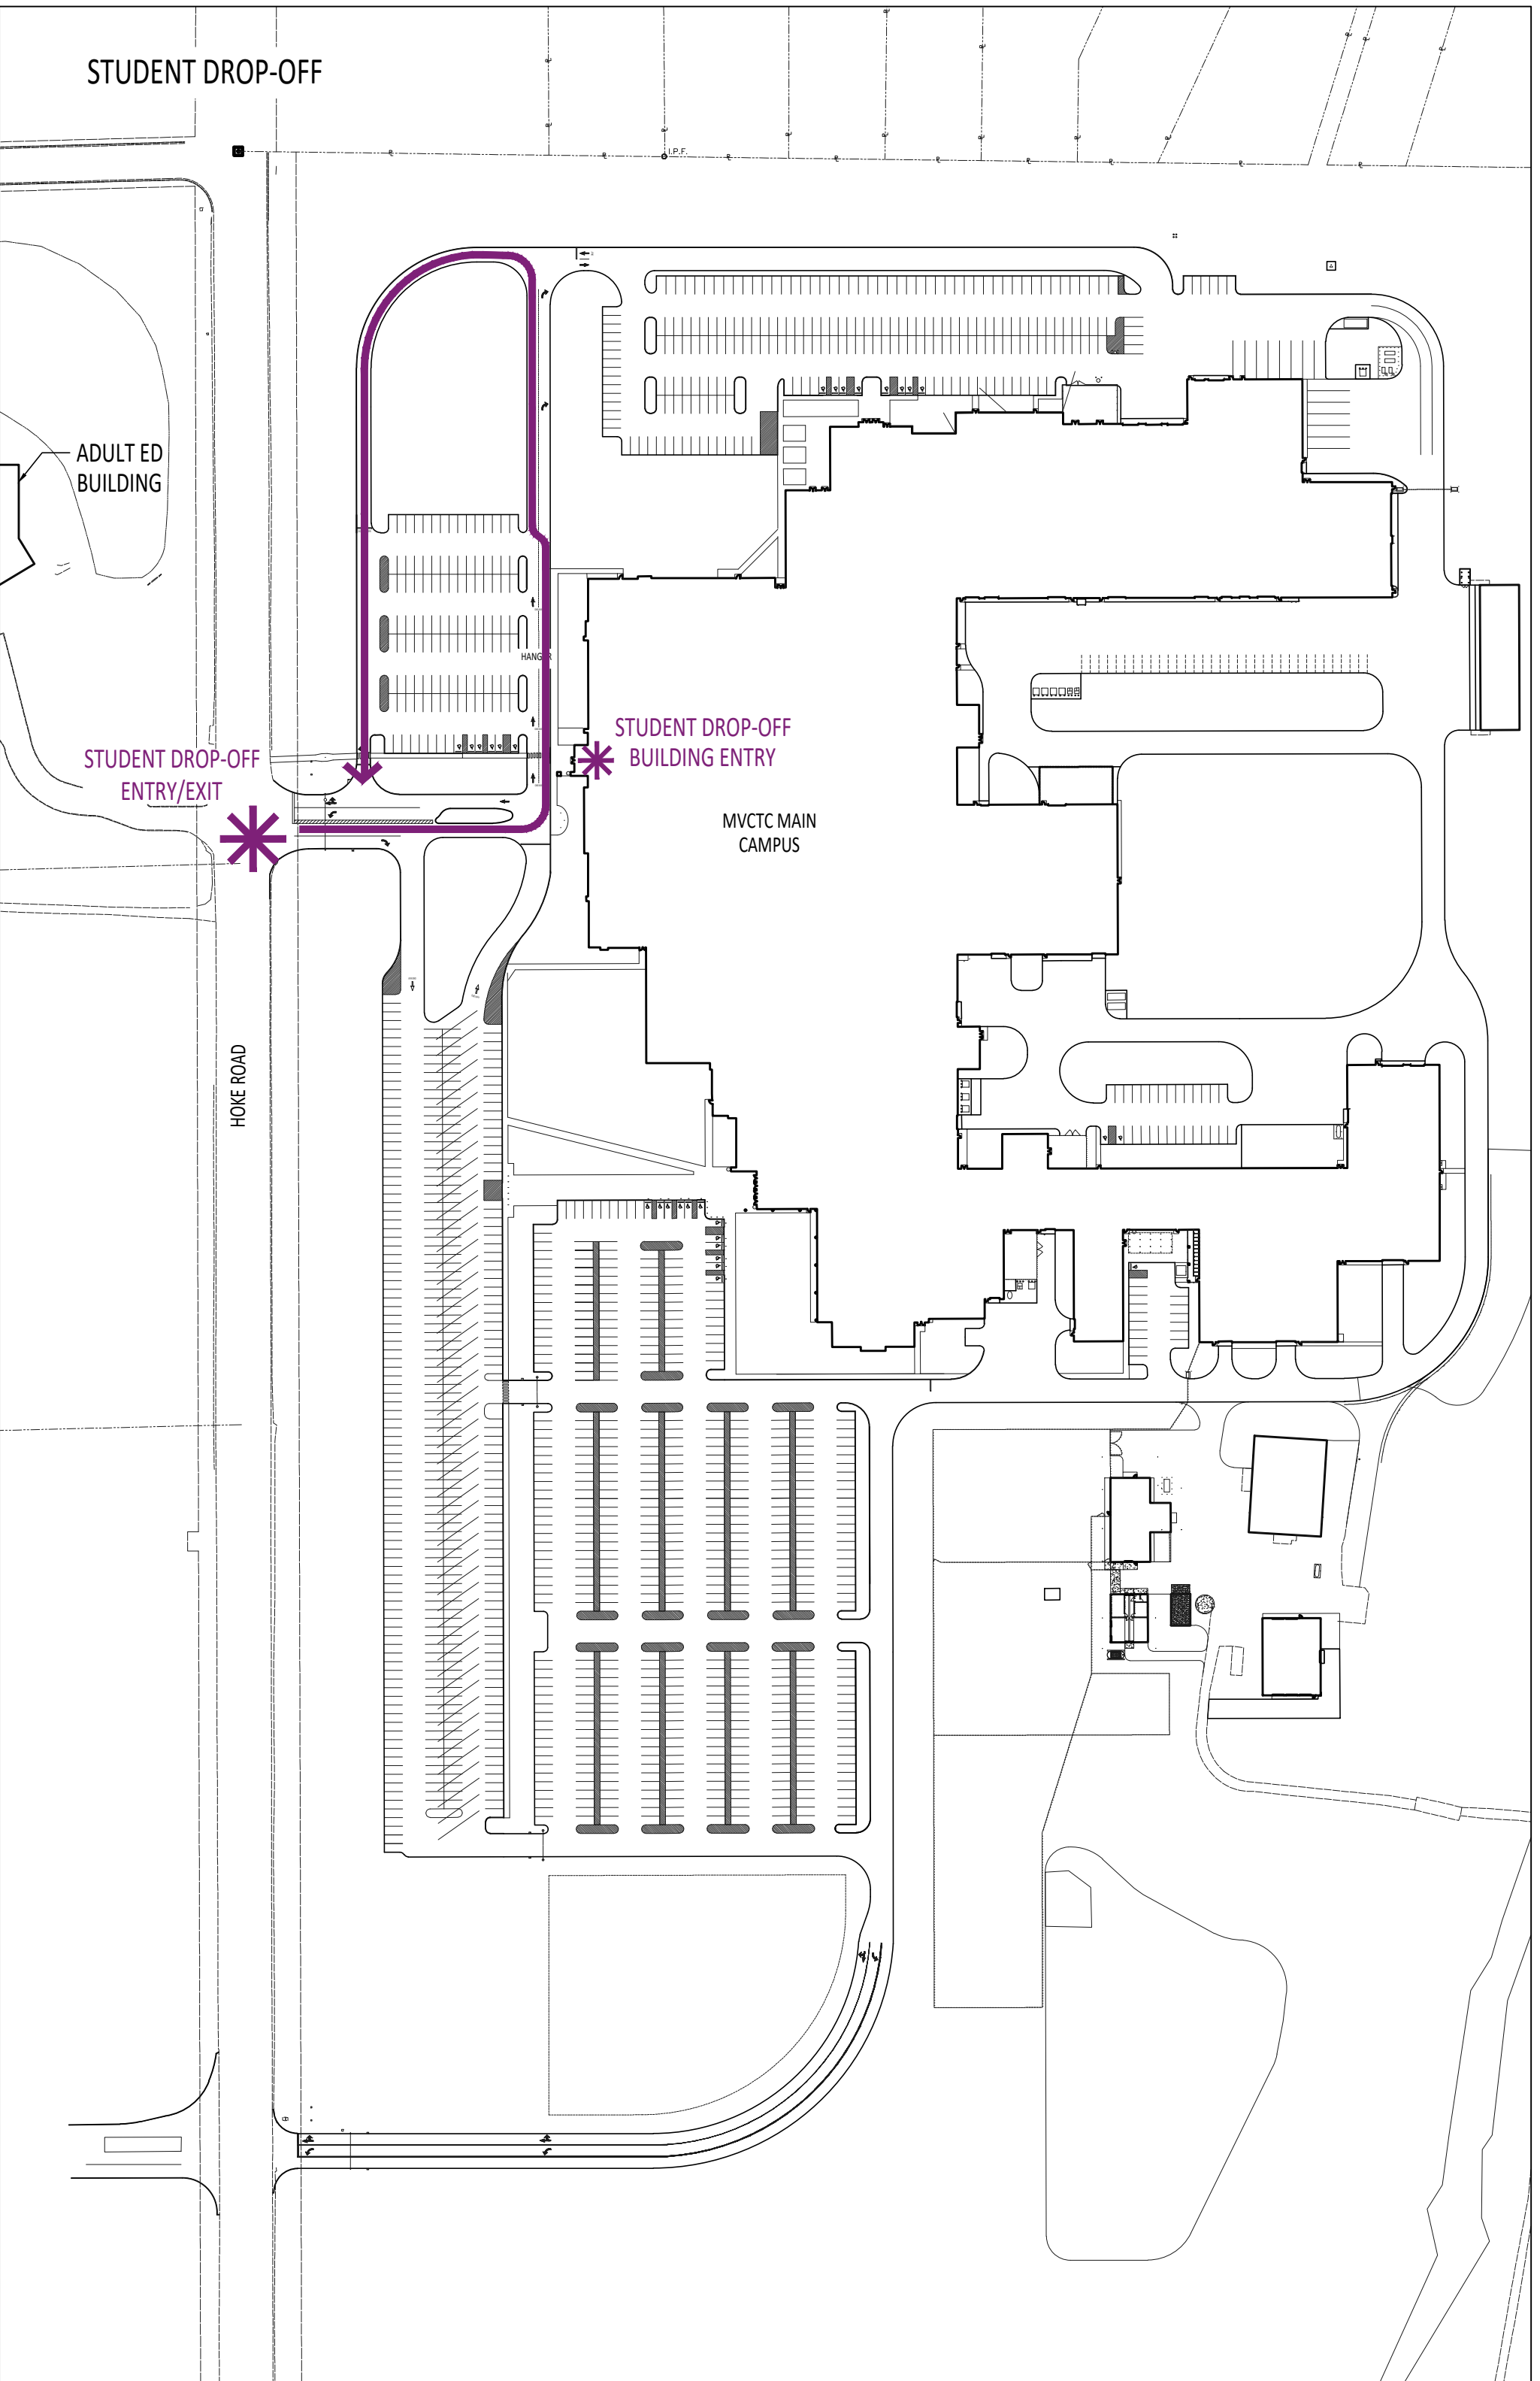 STUDENT DROP-OFF
I.P.F.
ADULT ED
BUILDING
HANGER
STUDENT DROP-OFF
BUILDING ENTRY
STUDENT DROP-OFF
ENTRY/EXIT
MVCTC MAIN
CAMPUS
HOKE ROAD